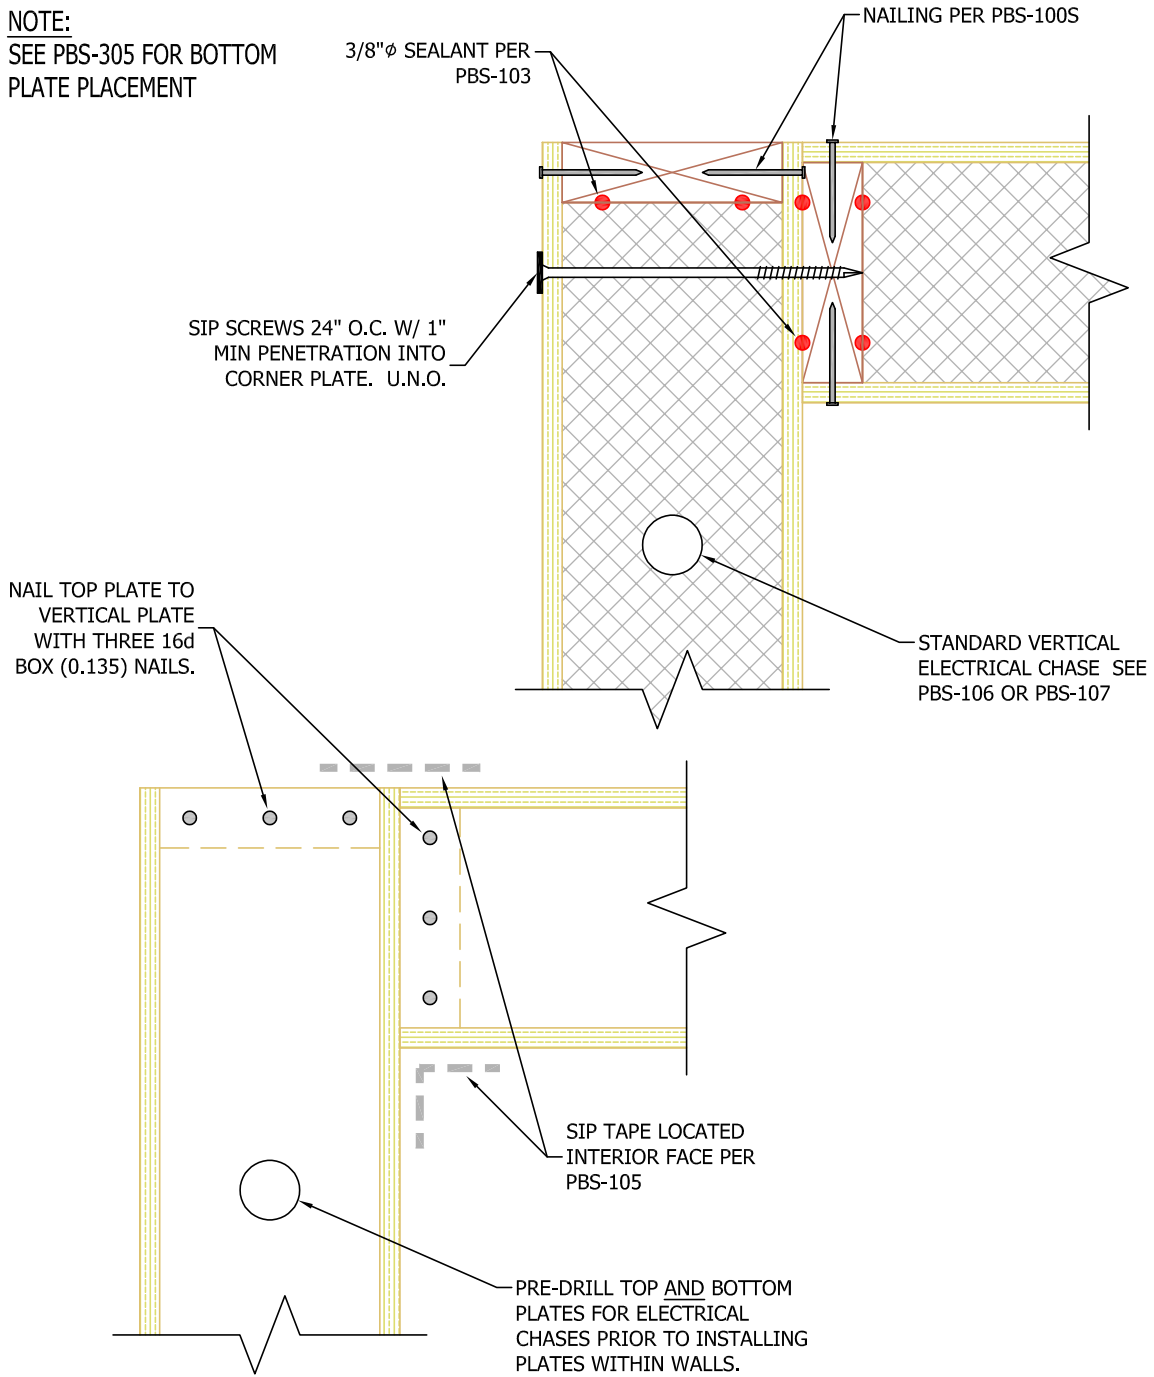 NOTE:
SEE PBS-305 FOR BOTTOM
PLATE PLACEMENT
3/8"⌀ SEALANT PER
PBS-103
NAILING PER PBS-100S
SIP SCREWS 24" O.C. W/ 1"
MIN PENETRATION INTO
CORNER PLATE. U.N.O.
NAIL TOP PLATE TO
VERTICAL PLATE
WITH THREE 16d
BOX (0.135) NAILS.
STANDARD VERTICAL
ELECTRICAL CHASE SEE
PBS-106 OR PBS-107
SIP TAPE LOCATED
INTERIOR FACE PER
PBS-105
PRE-DRILL TOP AND BOTTOM
PLATES FOR ELECTRICAL
CHASES PRIOR TO INSTALLING
PLATES WITHIN WALLS.